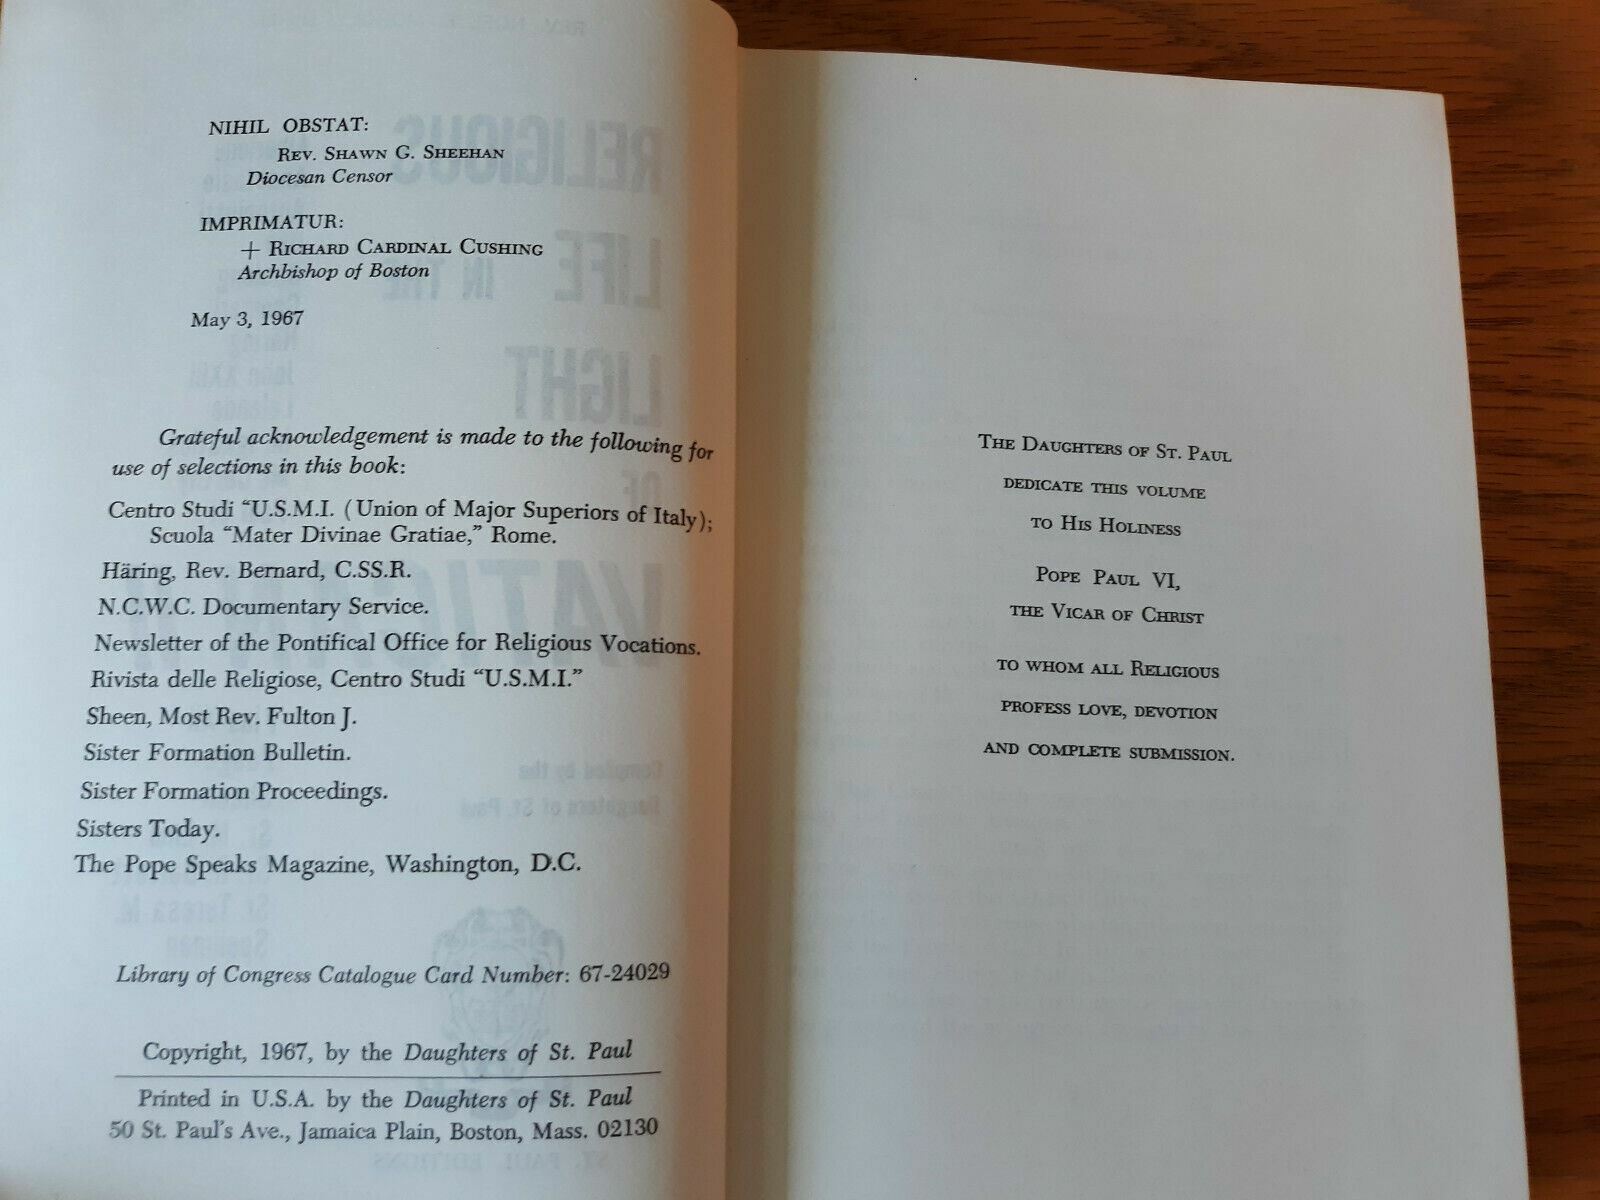 NIHIL OBSTAT:
REV. SHAWN G. SHEEHAN
Diocesan Censor
IMPRIMATUR:
+ RICHARD CARDINAL CUSHING
Archbishop of Boston
May 3, 1967
Grateful acknowledgement is made to the following for
use of selections in this book:
Centro Studi “U.S.M.I. (Union of Major Superiors of Italy);
Scuola “Mater Divinae Gratiae,” Rome.
Häring, Rev. Bernard, C.SS.R.
N.C.W.C. Documentary Service.
Newsletter of the Pontifical Office for Religious Vocations.
Rivista delle Religiose, Centro Studi “U.S.M.I.”
Sheen, Most Rev. Fulton J.
Sister Formation Bulletin.
Sister Formation Proceedings.
Sisters Today.
The Pope Speaks Magazine, Washington, D.C.
Library of Congress Catalogue Card Number: 67-24029
Copyright, 1967, by the Daughters of St. Paul
Printed in U.S.A. by the Daughters of St. Paul
50 St. Paul's Ave., Jamaica Plain, Boston, Mass. 02130
THE DAUGHTERS OF ST. PAUL
DEDICATE THIS VOLUME
TO HIS HOLINESS
POPE PAUL VI,
THE VICAR OF CHRIST
TO WHOM ALL RELIGIOUS
PROFESS LOVE, DEVOTION
AND COMPLETE SUBMISSION.